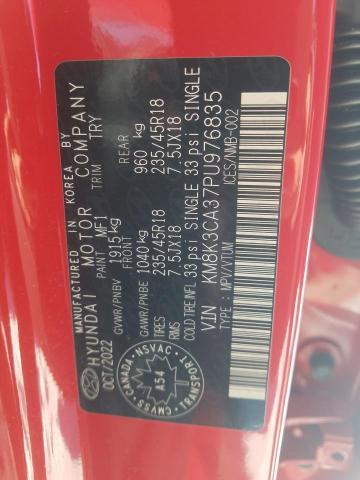 MANUFACTURED IN KOREA BY
HYUNDAI MOTOR COMPANY
OCT/2022 PAINT MF1 TRIM TRY
GVWR/PNBV 1915 kg
GAWR/PNBE 1040 kg REAR 960 kg
TIRES 235/45R18 235/45R18
RIMS 7.5JX18 7.5JX18
COLD TIRE INFL 33 psi SINGLE 33 psi SINGLE
VIN KM8K3CA37PU976835
TYPE : MPV/VTUM ICES/NMB-002
CANADA NSVAC
A54
CMVSS TRANSPORT